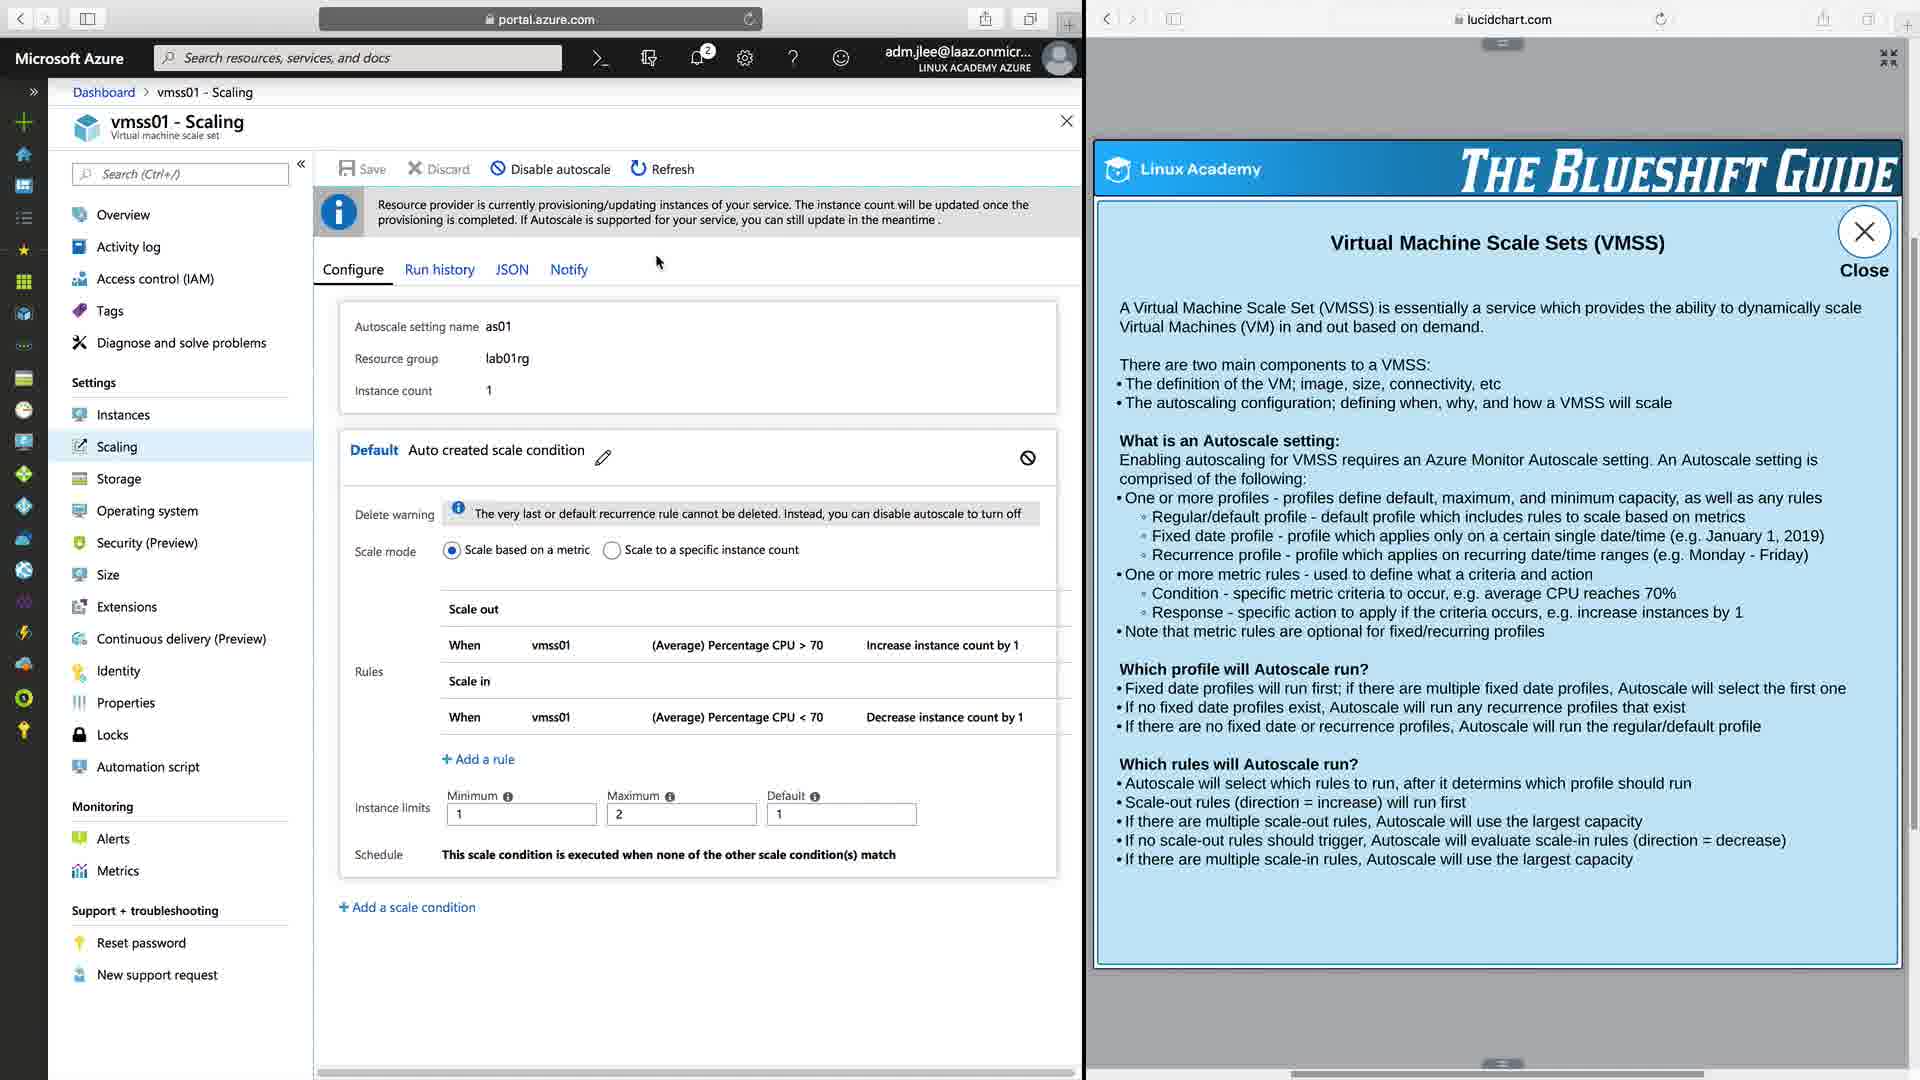 portal.azure.com
Microsoft Azure
Search resources, services, and docs
2
adm.jlee@laaz.onmicr...
LINUX ACADEMY AZURE
Dashboard > vmss01 - Scaling
vmss01 - Scaling
Virtual machine scale set
Search (Ctrl+/)
Overview
Activity log
Access control (IAM)
Tags
Diagnose and solve problems
Settings
Instances
Scaling
Storage
Operating system
Security (Preview)
Size
Extensions
Continuous delivery (Preview)
Identity
Properties
Locks
Automation script
Monitoring
Alerts
Metrics
Support + troubleshooting
Reset password
New support request
Save Discard Disable autoscale Refresh
Resource provider is currently provisioning/updating instances of your service. The instance count will be updated once the
provisioning is completed. If Autoscale is supported for your service, you can still update in the meantime .
Configure Run history JSON Notify
Autoscale setting name as01
Resource group lab01rg
Instance count 1
Default Auto created scale condition
Delete warning The very last or default recurrence rule cannot be deleted. Instead, you can disable autoscale to turn off
Scale mode Scale based on a metric Scale to a specific instance count
Scale out
When vmss01 (Average) Percentage CPU > 70 Increase instance count by 1
Rules
Scale in
When vmss01 (Average) Percentage CPU < 70 Decrease instance count by 1
+ Add a rule
Instance limits
Minimum Maximum Default
1 2 1
Schedule This scale condition is executed when none of the other scale condition(s) match
+ Add a scale condition
lucidchart.com
Linux Academy
THE BLUESHIFT GUIDE
Virtual Machine Scale Sets (VMSS)
Close
A Virtual Machine Scale Set (VMSS) is essentially a service which provides the ability to dynamically scale
Virtual Machines (VM) in and out based on demand.
There are two main components to a VMSS:
• The definition of the VM; image, size, connectivity, etc
• The autoscaling configuration; defining when, why, and how a VMSS will scale
What is an Autoscale setting:
Enabling autoscaling for VMSS requires an Azure Monitor Autoscale setting. An Autoscale setting is
comprised of the following:
• One or more profiles - profiles define default, maximum, and minimum capacity, as well as any rules
◦ Regular/default profile - default profile which includes rules to scale based on metrics
◦ Fixed date profile - profile which applies only on a certain single date/time (e.g. January 1, 2019)
◦ Recurrence profile - profile which applies on recurring date/time ranges (e.g. Monday - Friday)
• One or more metric rules - used to define what a criteria and action
◦ Condition - specific metric criteria to occur, e.g. average CPU reaches 70%
◦ Response - specific action to apply if the criteria occurs, e.g. increase instances by 1
• Note that metric rules are optional for fixed/recurring profiles
Which profile will Autoscale run?
• Fixed date profiles will run first; if there are multiple fixed date profiles, Autoscale will select the first one
• If no fixed date profiles exist, Autoscale will run any recurrence profiles that exist
• If there are no fixed date or recurrence profiles, Autoscale will run the regular/default profile
Which rules will Autoscale run?
• Autoscale will select which rules to run, after it determins which profile should run
• Scale-out rules (direction = increase) will run first
• If there are multiple scale-out rules, Autoscale will use the largest capacity
• If no scale-out rules should trigger, Autoscale will evaluate scale-in rules (direction = decrease)
• If there are multiple scale-in rules, Autoscale will use the largest capacity